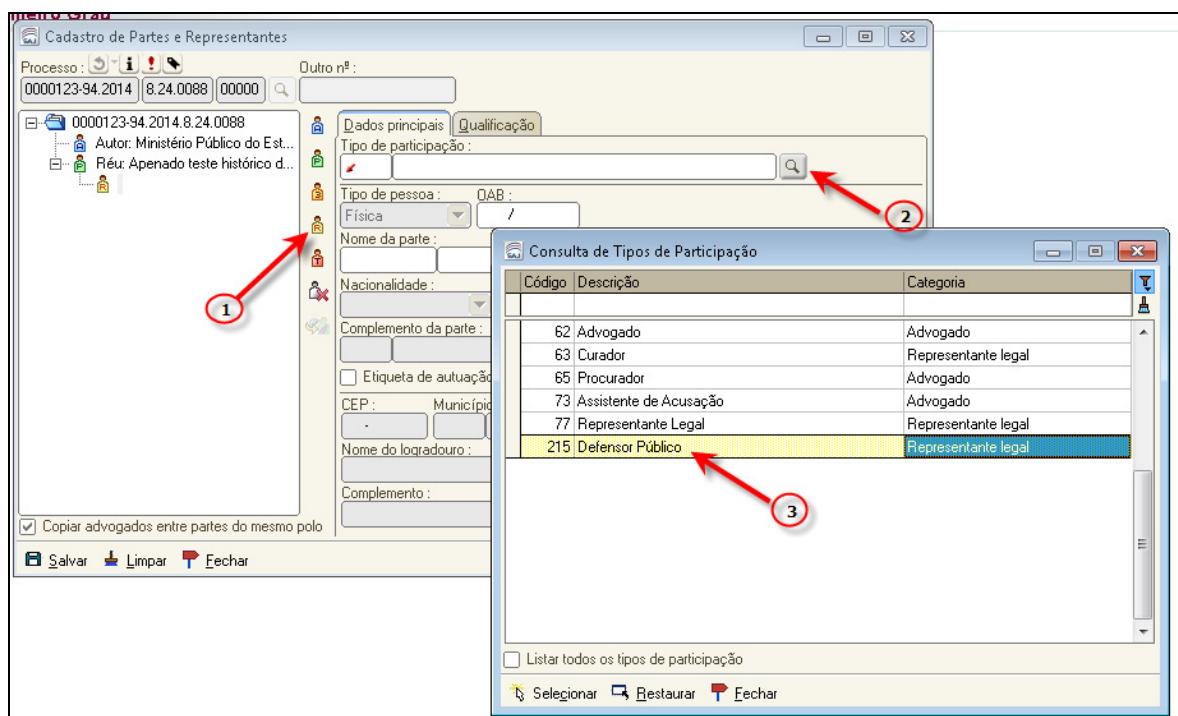 meiro Grau
Cadastro de Partes e Representantes
Processo :
Outro nº :
0000123-94.2014 8.24.0088 00000
0000123-94.2014.8.24.0088
Autor: Ministério Público do Est...
Réu: Apenado teste histórico d...
Dados principais Qualificação
Tipo de participação :
Tipo de pessoa : OAB :
Física /
Nome da parte :
Nacionalidade :
Complemento da parte :
Etiqueta de autuação
CEP : Município
-
Nome do logradouro :
Complemento :
Copiar advogados entre partes do mesmo polo
Salvar Limpar Fechar
1
2
Consulta de Tipos de Participação
Código Descrição Categoria
62 Advogado Advogado
63 Curador Representante legal
65 Procurador Advogado
73 Assistente de Acusação Advogado
77 Representante Legal Representante legal
215 Defensor Público Representante legal
3
Listar todos os tipos de participação
Selecionar Restaurar Fechar